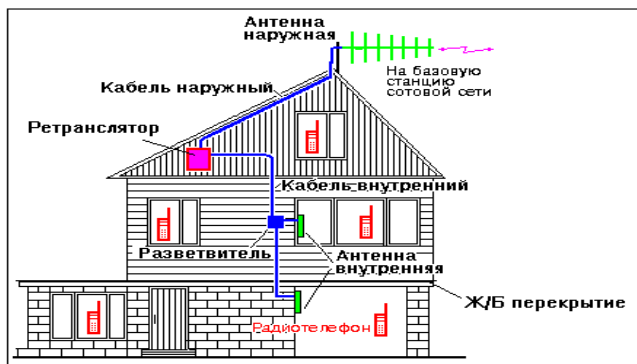 Антенна
наружная
На базовую
станцию
сотовой сети
Кабель наружный
Ретранслятор
Кабель внутренний
Разветвитель
Антенна
внутренняя
Ж/Б перекрытие
Радиотелефон